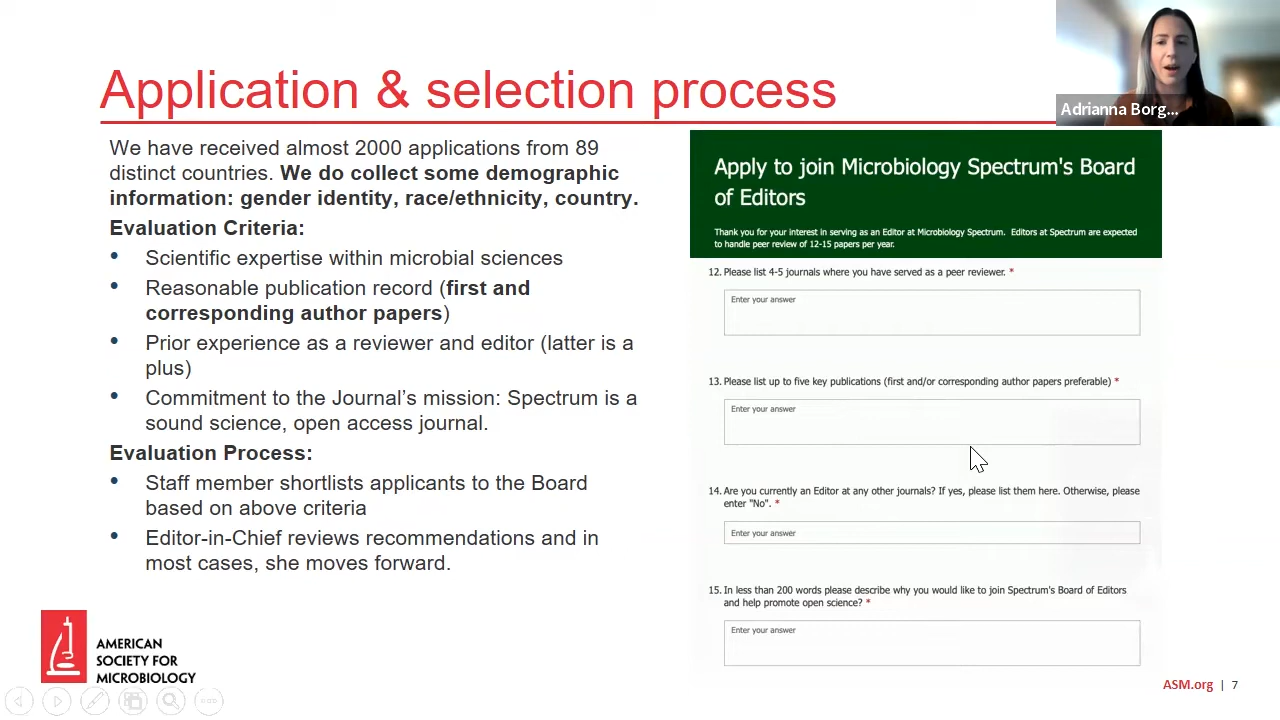 Application & selection process
Adrianna Borg...
We have received almost 2000 applications from 89
distinct countries. We do collect some demographic
information: gender identity, race/ethnicity, country.
Evaluation Criteria:
• Scientific expertise within microbial sciences
• Reasonable publication record (first and
corresponding author papers)
• Prior experience as a reviewer and editor (latter is a
plus)
• Commitment to the Journal's mission: Spectrum is a
sound science, open access journal.
Evaluation Process:
• Staff member shortlists applicants to the Board
based on above criteria
• Editor-in-Chief reviews recommendations and in
most cases, she moves forward.
Apply to join Microbiology Spectrum's Board
of Editors
Thank you for your interest in serving as an Editor at Microbiology Spectrum. Editors at Spectrum are expected
to handle peer review of 12-15 papers per year.
12. Please list 4-5 journals where you have served as a peer reviewer. *
Enter your answer
13. Please list up to five key publications (first and/or corresponding author papers preferable) *
Enter your answer
14. Are you currently an Editor at any other journals? If yes, please list them here. Otherwise, please
enter "No". *
Enter your answer
15. In less than 200 words please describe why you would like to join Spectrum's Board of Editors
and help promote open science? *
Enter your answer
AMERICAN
SOCIETY FOR
MICROBIOLOGY
ASM.org | 7